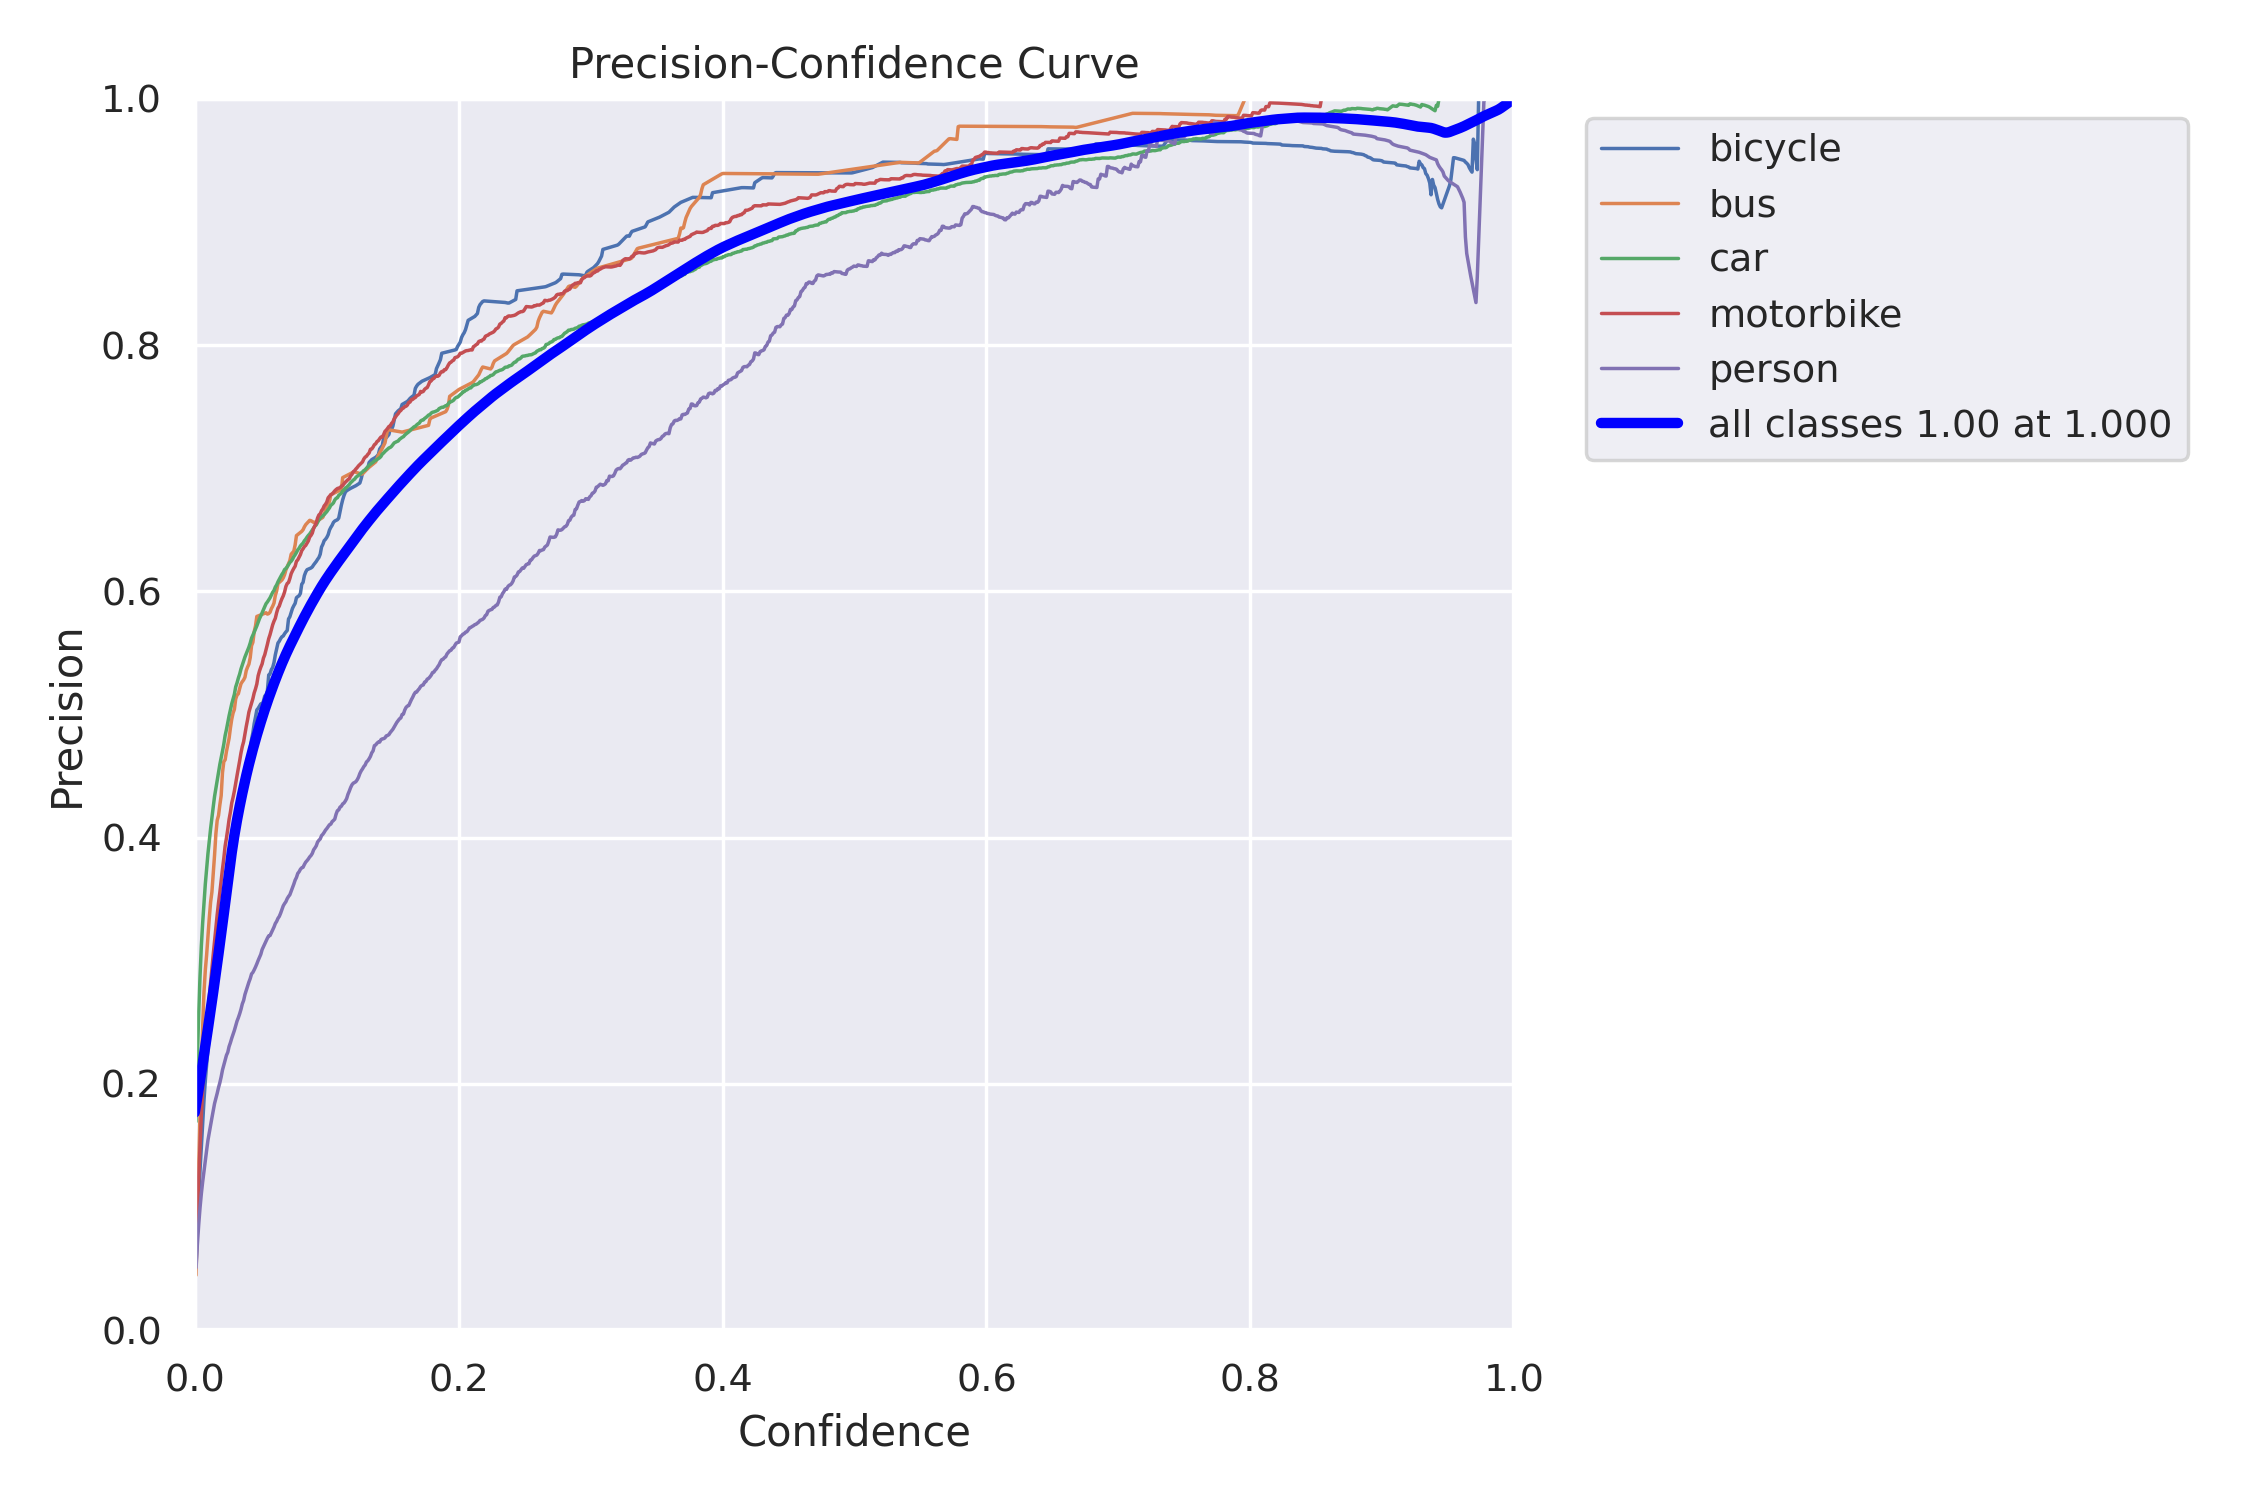 Precision-Confidence Curve
1.0
0.8
0.6
0.4
0.2
0.0
Precision
0.0 0.2 0.4 0.6 0.8 1.0
Confidence
bicycle
bus
car
motorbike
person
all classes 1.00 at 1.000